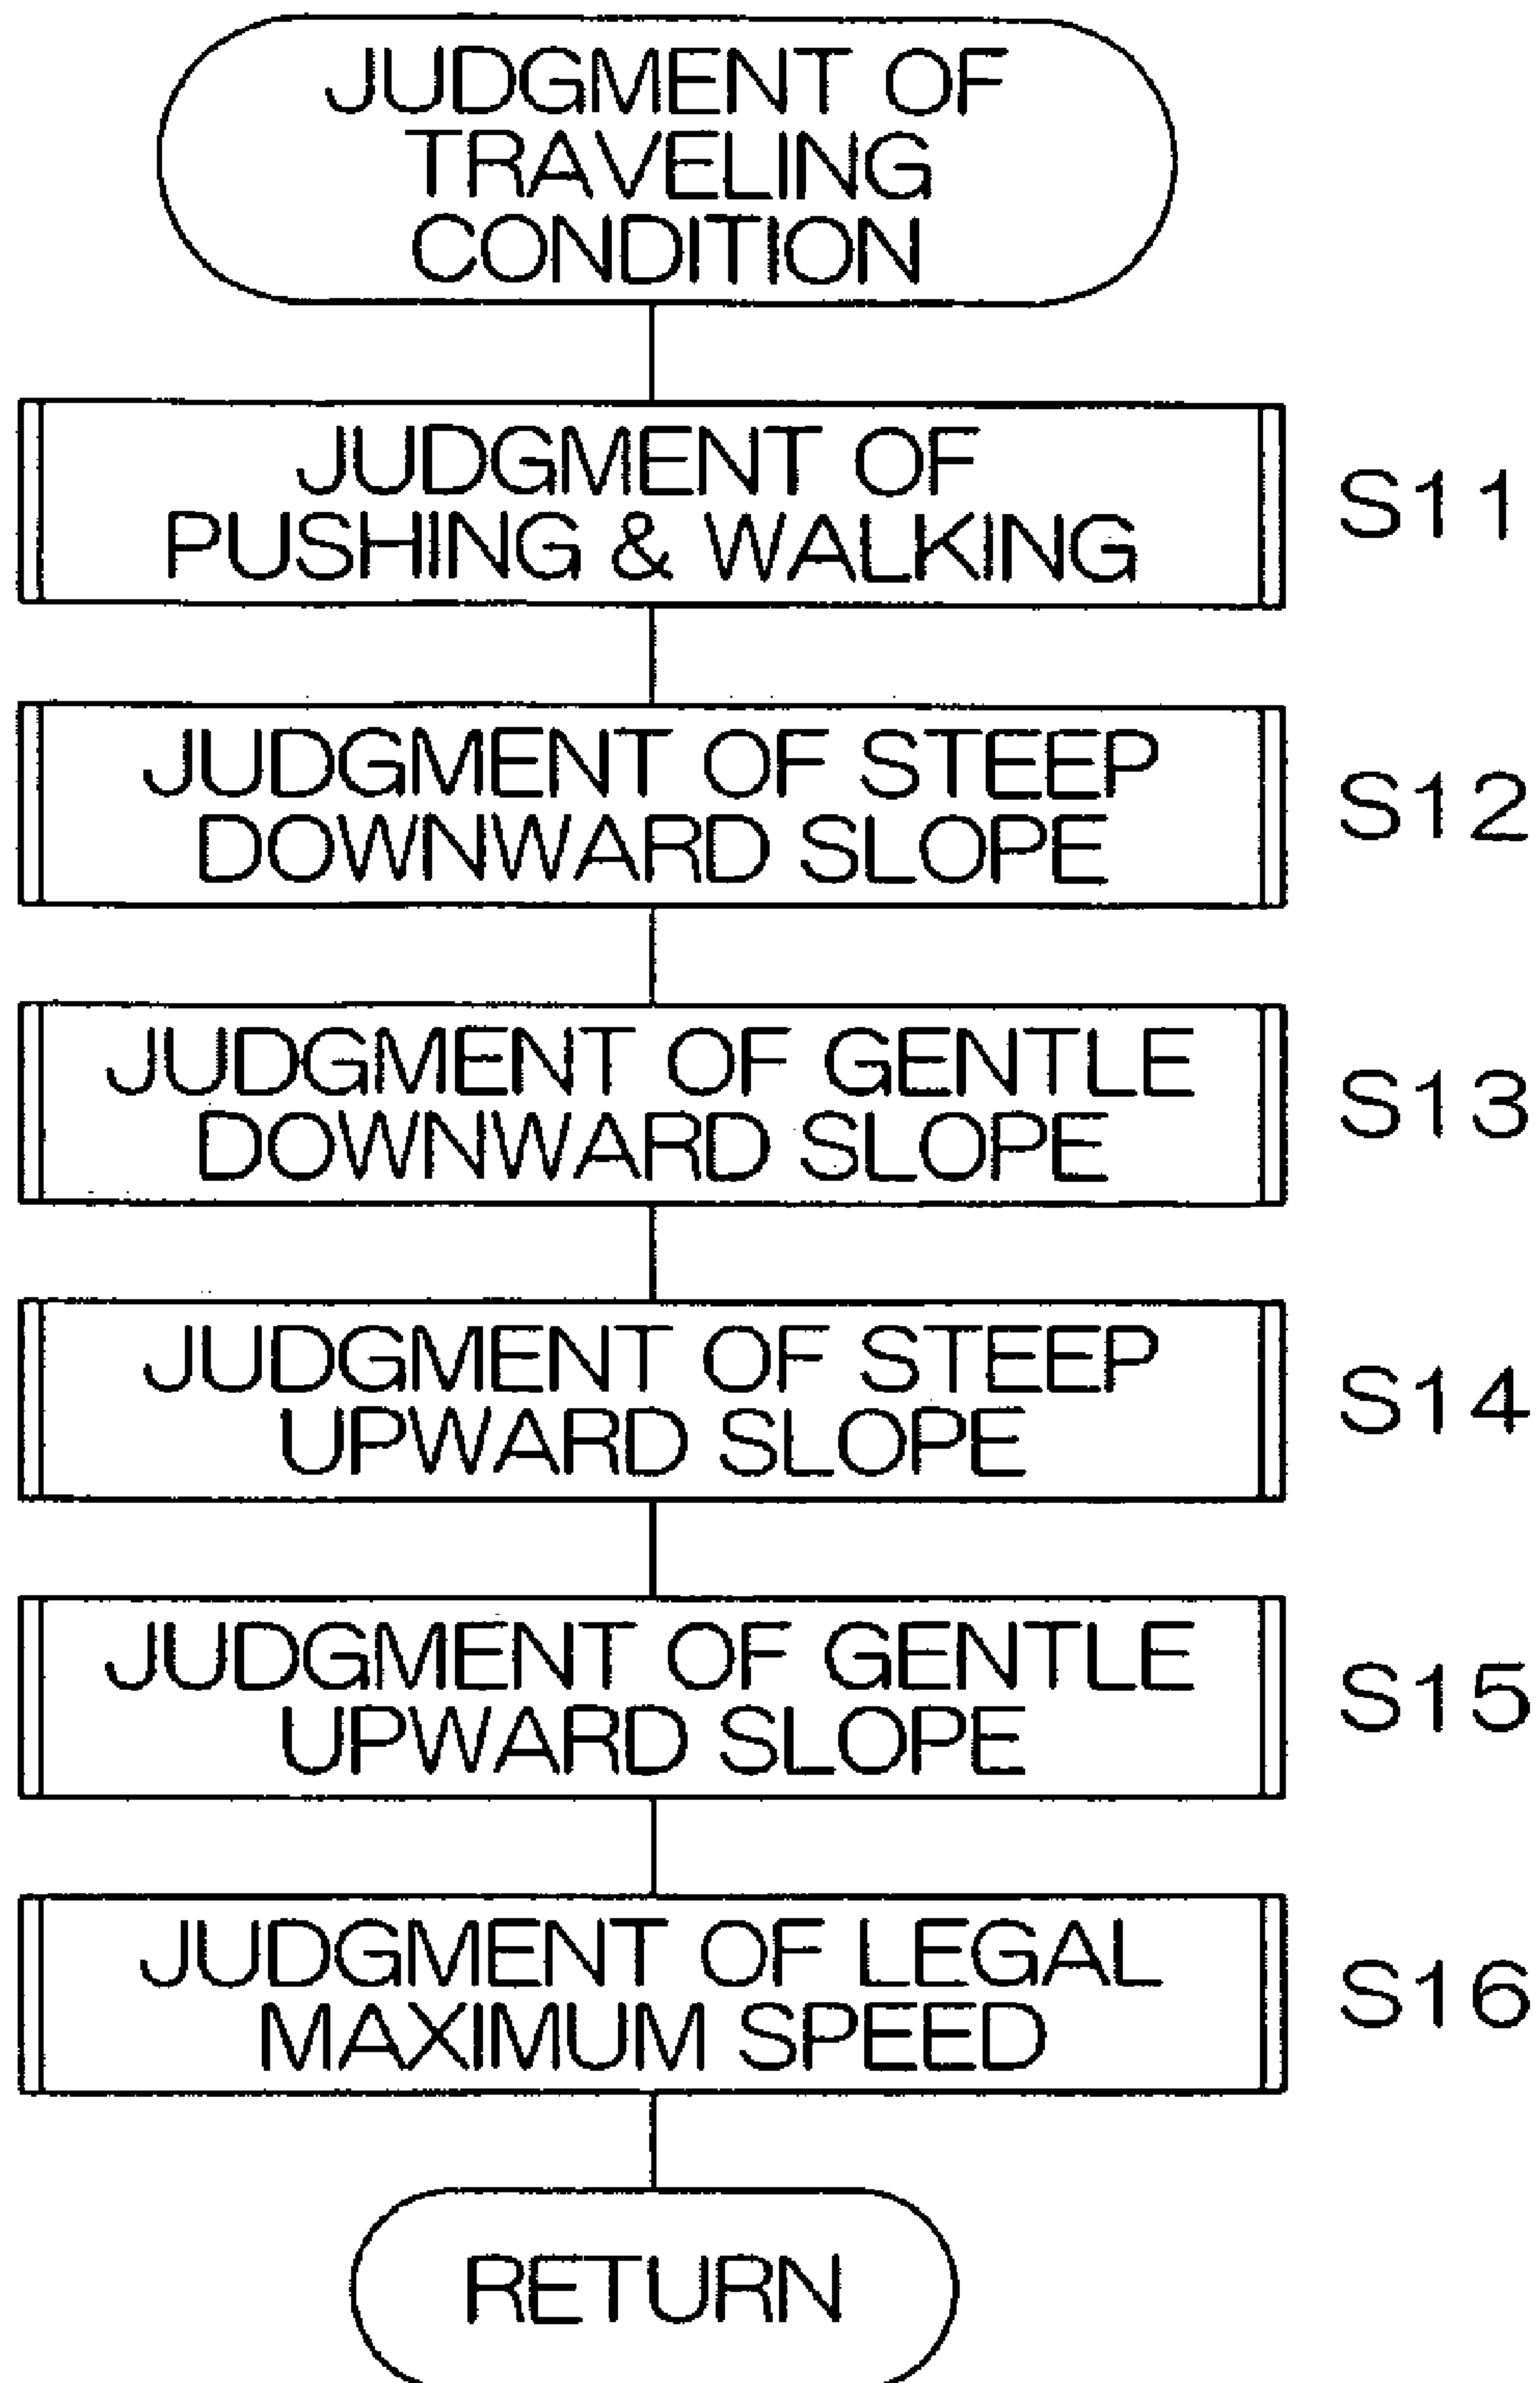 JUDGMENT OF
TRAVELING
CONDITION
JUDGMENT OF
PUSHING & WALKING
S11
JUDGMENT OF STEEP
DOWNWARD SLOPE
S12
JUDGMENT OF GENTLE
DOWNWARD SLOPE
S13
JUDGMENT OF STEEP
UPWARD SLOPE
S14
JUDGMENT OF GENTLE
UPWARD SLOPE
S15
JUDGMENT OF LEGAL
MAXIMUM SPEED
S16
RETURN